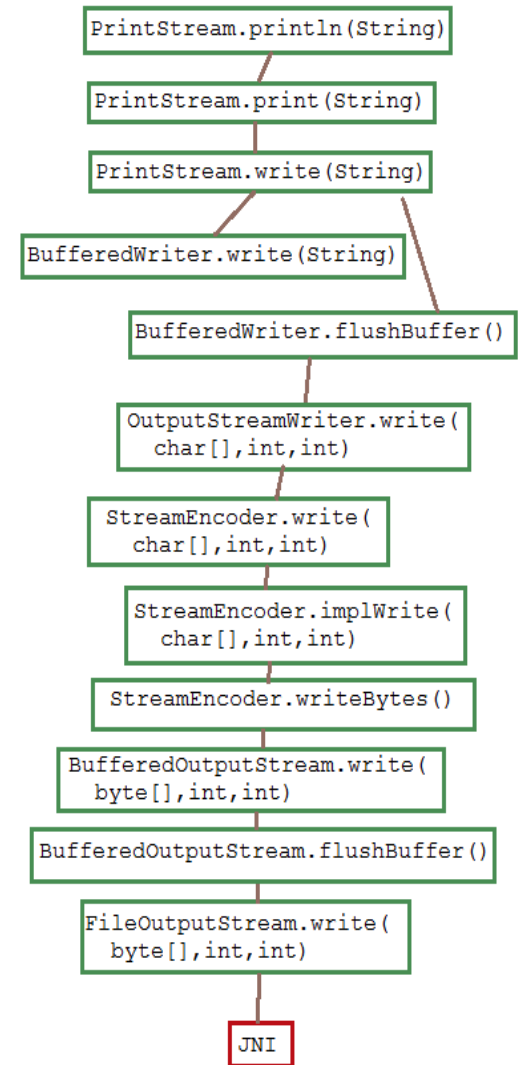 PrintStream.println(String)
PrintStream.print(String)
PrintStream.write(String)
BufferedWriter.write(String)
BufferedWriter.flushBuffer()
OutputStreamWriter.write(
char[],int,int)
StreamEncoder.write(
char[],int,int)
StreamEncoder.implWrite(
char[],int,int)
StreamEncoder.writeBytes()
BufferedOutputStream.write(
byte[],int,int)
BufferedOutputStream.flushBuffer()
FileOutputStream.write(
byte[],int,int)
JNI